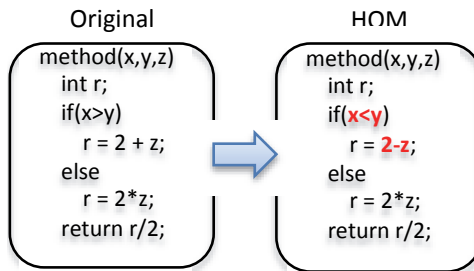 Original
method(x,y,z)
int r;
if(x>y)
r = 2 + z;
else
r = 2*z;
return r/2;
HOM
method(x,y,z)
int r;
if(x<y)
r = 2-z;
else
r = 2*z;
return r/2;